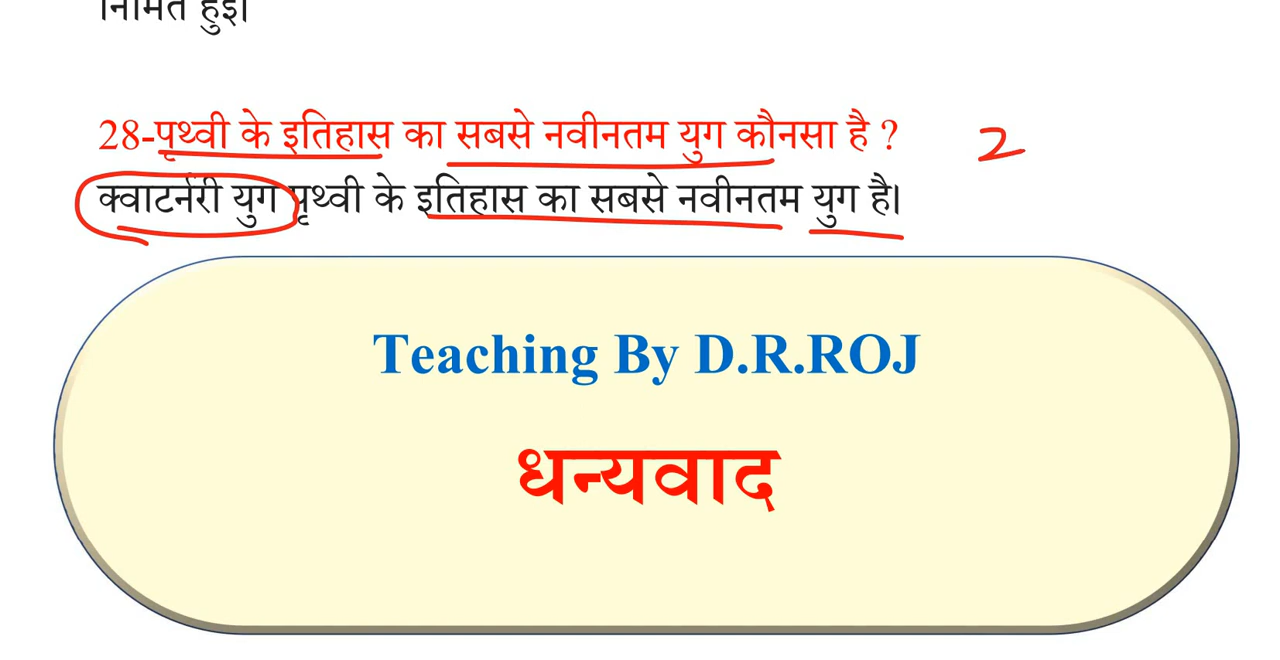 निर्मित हुई।
28-पृथ्वी के इतिहास का सबसे नवीनतम युग कौनसा है ? 2
क्वाटर्नरी युग पृथ्वी के इतिहास का सबसे नवीनतम युग है।
Teaching By D.R.ROJ
धन्यवाद